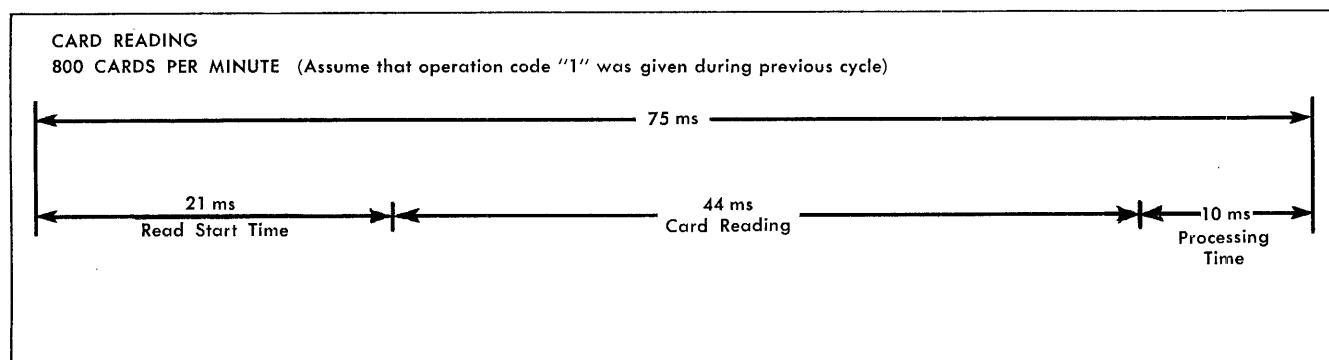 CARD READING
800 CARDS PER MINUTE (Assume that operation code "1" was given during previous cycle)
75 ms
21 ms
Read Start Time
44 ms
Card Reading
10 ms
Processing
Time